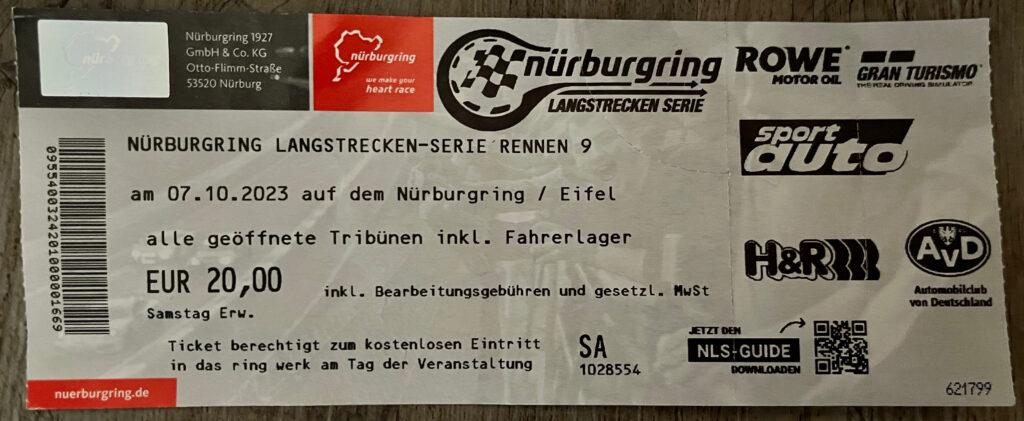 nürburgring
Nürburgring 1927
GmbH & Co. KG
Otto-Flimm-Straße
53520 Nürburg
nürburgring
we make your
heart race
nürburgring
LANGSTRECKEN SERIE
ROWE
MOTOR OIL
GRAN TURISMO
THE REAL DRIVING SIMULATOR
sport
auto
H&R
AvD
Automobilclub
von Deutschland
NÜRBURGRING LANGSTRECKEN-SERIE RENNEN 9
am 07.10.2023 auf dem Nürburgring / Eifel
alle geöffnete Tribünen inkl. Fahrerlager
EUR 20,00
inkl. Bearbeitungsgebühren und gesetzl. MwSt
Samstag Erw.
Ticket berechtigt zum kostenlosen Eintritt
in das ring werk am Tag der Veranstaltung
SA
1028554
JETZT DEN
NLS-GUIDE
DOWNLOADEN
621799
nuerburgring.de
0955400324201000001669